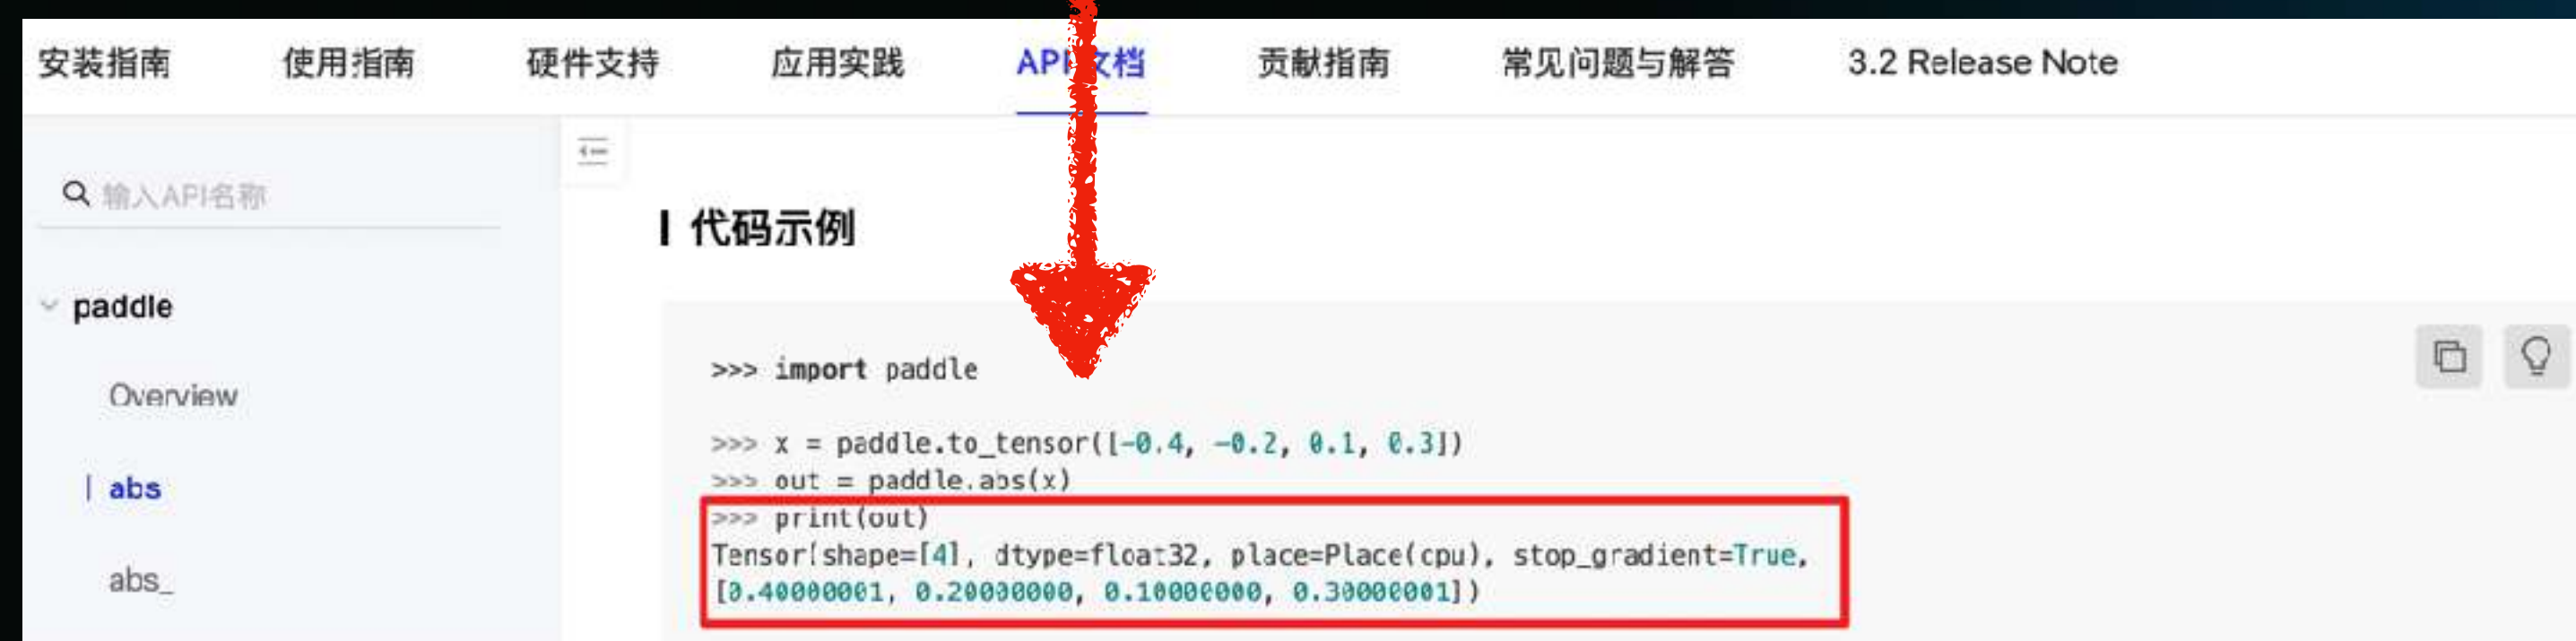 安装指南 使用指南 硬件支持 应用实践 API文档 贡献指南 常见问题与解答 3.2 Release Note
输入API名称
代码示例
paddle
Overview
abs
abs_
>>> import paddle
>>> x = paddle.to_tensor([-0.4, -0.2, 0.1, 0.3])
>>> out = paddle.abs(x)
>>> print(out)
Tensor(shape=[4], dtype=float32, place=Place(cpu), stop_gradient=True,
[0.40000001, 0.20000000, 0.10000000, 0.30000001])